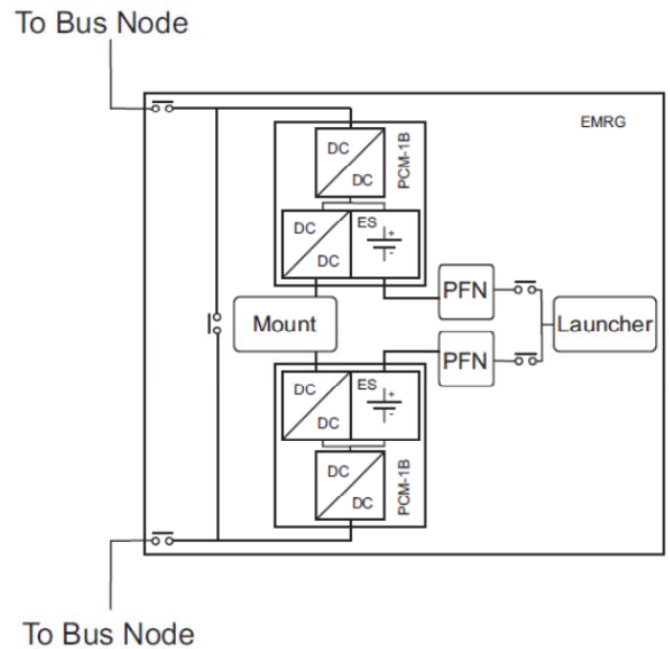 To Bus Node
EMRG
DC
DC
PCM-1B
DC
DC
ES
+
-
PFN
Mount
Launcher
PFN
DC
DC
ES
+
-
DC
DC
PCM-1B
To Bus Node